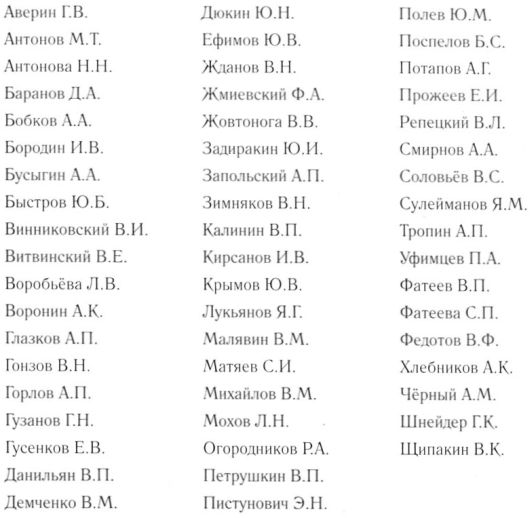 Аверин Г.В.
Антонов М.Т.
Антонова Н.Н.
Баранов Д.А.
Бобков А.А.
Бородин И.В.
Бусыгин А.А.
Быстров Ю.Б.
Винниковский В.И.
Витвинский В.Е.
Воробьёва Л.В.
Воронин А.К.
Глазков А.П.
Гонзов В.Н.
Горлов А.П.
Гузанов Г.Н.
Гусенков Е.В.
Данильян В.П.
Демченко В.М.
Дюкин Ю.Н.
Ефимов Ю.В.
Жданов В.Н.
Жмиевский Ф.А.
Жовтонога В.В.
Задиракин Ю.И.
Запольский А.П.
Зимняков В.Н.
Калинин В.П.
Кирсанов И.В.
Крымов Ю.В.
Лукьянов Я.Г.
Малявин В.М.
Матяев С.И.
Михайлов В.М.
Мохов Л.Н.
Огородников Р.А.
Петрушкин В.П.
Пистунович Э.Н.
Полев Ю.М.
Поспелов Б.С.
Потапов А.Г.
Прожеев Е.И.
Репецкий В.Л.
Смирнов А.А.
Соловьёв В.С.
Сулейманов Я.М.
Тропин А.П.
Уфимцев П.А.
Фатеев В.П.
Фатеева С.П.
Федотов В.Ф.
Хлебников А.К.
Чёрный А.М.
Шнейдер Г.К.
Щипакин В.К.